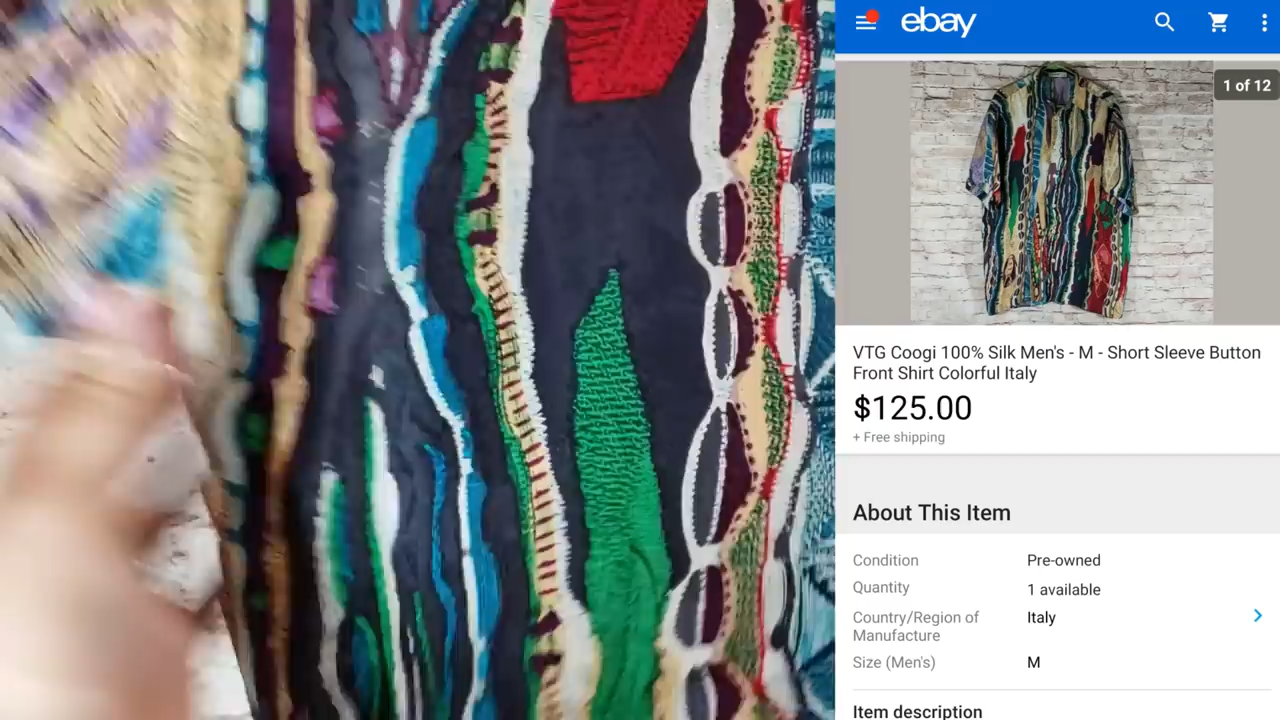 ebay
1 of 12
VTG Coogi 100% Silk Men's - M - Short Sleeve Button
Front Shirt Colorful Italy
$125.00
+ Free shipping
About This Item
Condition Pre-owned
Quantity 1 available
Country/Region of Italy
Manufacture
Size (Men's) M
Item description